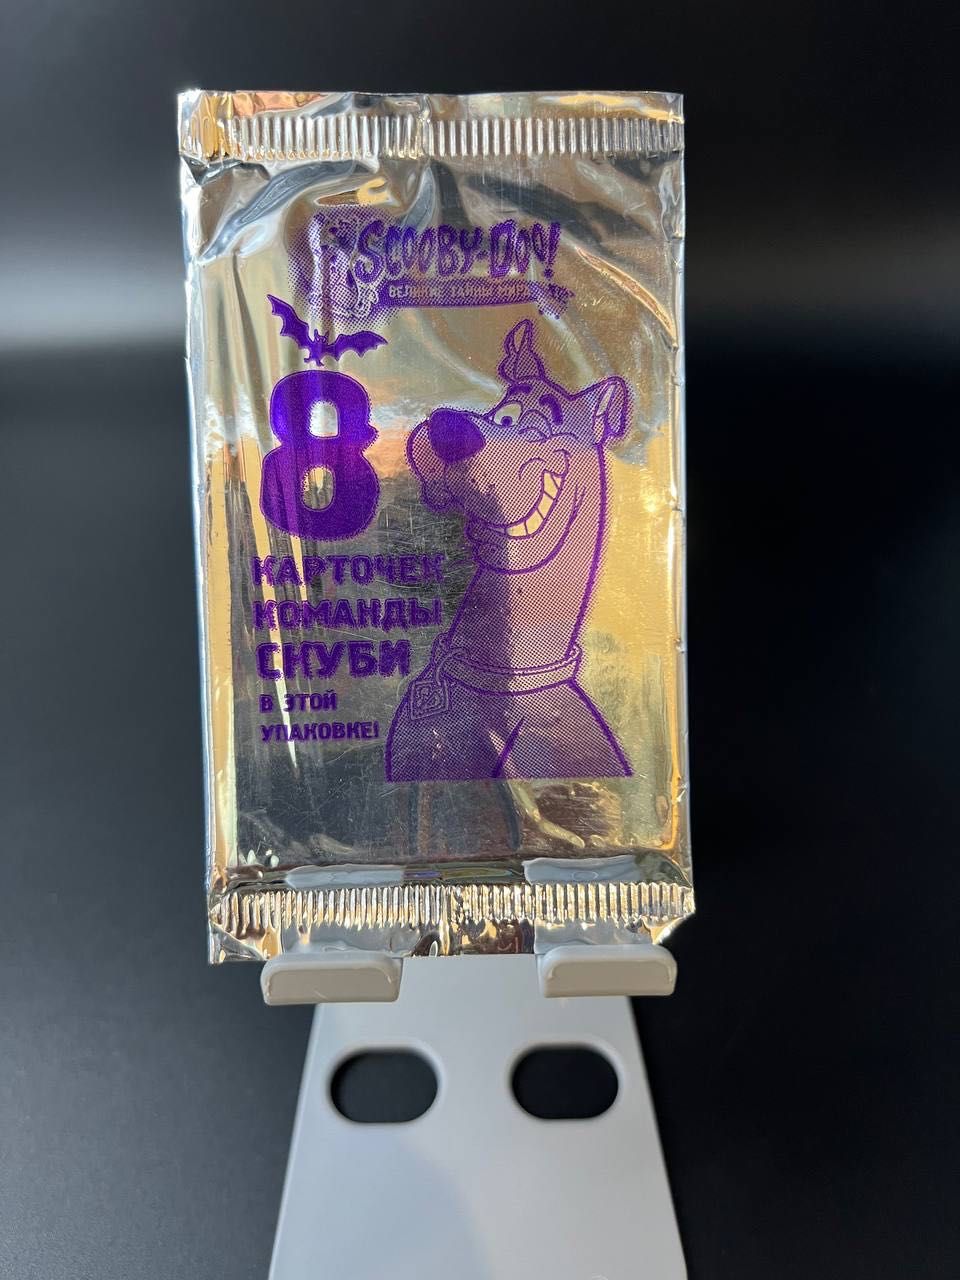 SCOOBY-DOO!
ВЕЛИКИЕ ТАЙНЫ МИРА
8
КАРТОЧЕК
КОМАНДЫ
СКУБИ
В ЭТОЙ
УПАКОВКЕ!